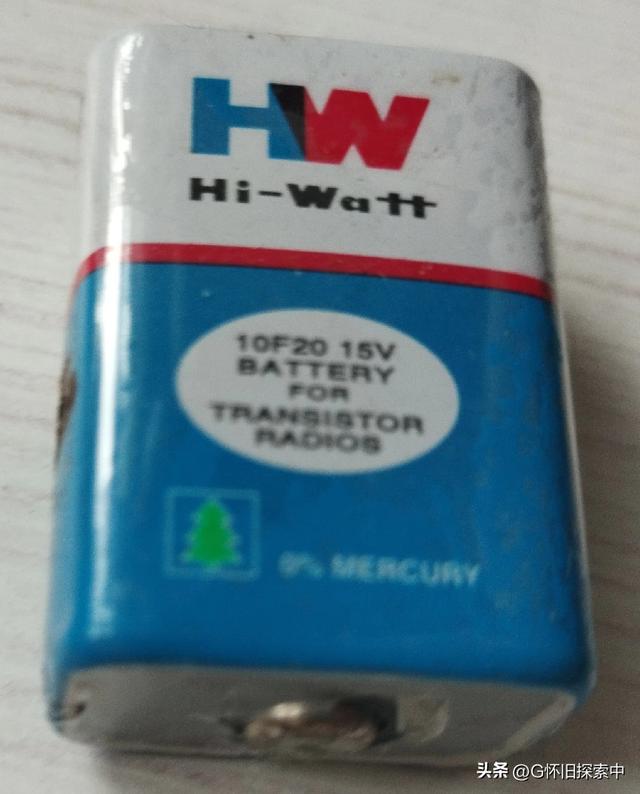 HW
Hi-Watt
10F20 15V
BATTERY
FOR
TRANSISTOR
RADIOS
0% MERCURY
头条 @G怀旧探索中